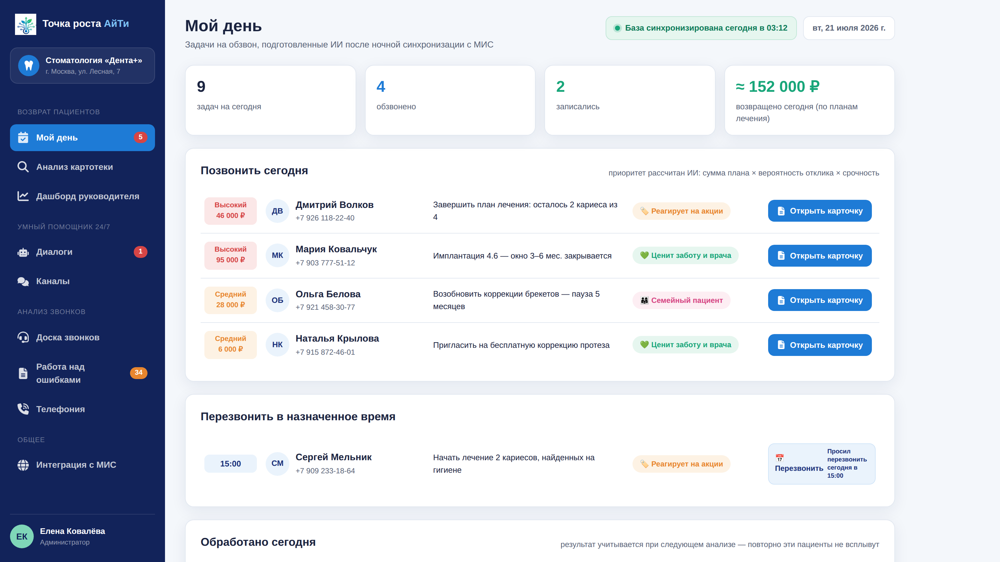 Точка роста АйТи
Стоматология «Дента+»
г. Москва, ул. Лесная, 7
ВОЗВРАТ ПАЦИЕНТОВ
Мой день 5
Анализ картотеки
Дашборд руководителя
УМНЫЙ ПОМОЩНИК 24/7
Диалоги 1
Каналы
АНАЛИЗ ЗВОНКОВ
Доска звонков
Работа над
ошибками 34
Телефония
ОБЩЕЕ
Интеграция с МИС
ЕК Елена Ковалёва
Администратор
Мой день
Задачи на обзвон, подготовленные ИИ после ночной синхронизации с МИС
База синхронизирована сегодня в 03:12
вт, 21 июля 2026 г.
9
задач на сегодня
4
обзвонено
2
записались
≈ 152 000 ₽
возвращено сегодня (по планам
лечения)
Позвонить сегодня
приоритет рассчитан ИИ: сумма плана × вероятность отклика × срочность
Высокий
46 000 ₽
ДВ
Дмитрий Волков
+7 926 118-22-40
Завершить план лечения: осталось 2 кариеса из
4
Реагирует на акции
Открыть карточку
Высокий
95 000 ₽
МК
Мария Ковальчук
+7 903 777-51-12
Имплантация 4.6 — окно 3–6 мес. закрывается
Ценит заботу и врача
Открыть карточку
Средний
28 000 ₽
ОБ
Ольга Белова
+7 921 458-30-77
Возобновить коррекции брекетов — пауза 5
месяцев
Семейный пациент
Открыть карточку
Средний
6 000 ₽
НК
Наталья Крылова
+7 915 872-46-01
Пригласить на бесплатную коррекцию протеза
Ценит заботу и врача
Открыть карточку
Перезвонить в назначенное время
15:00
СМ
Сергей Мельник
+7 909 233-18-64
Начать лечение 2 кариесов, найденных на
гигиене
Реагирует на акции
Перезвонить
Просил
перезвонить
сегодня в
15:00
Обработано сегодня
результат учитывается при следующем анализе — повторно эти пациенты не всплывут